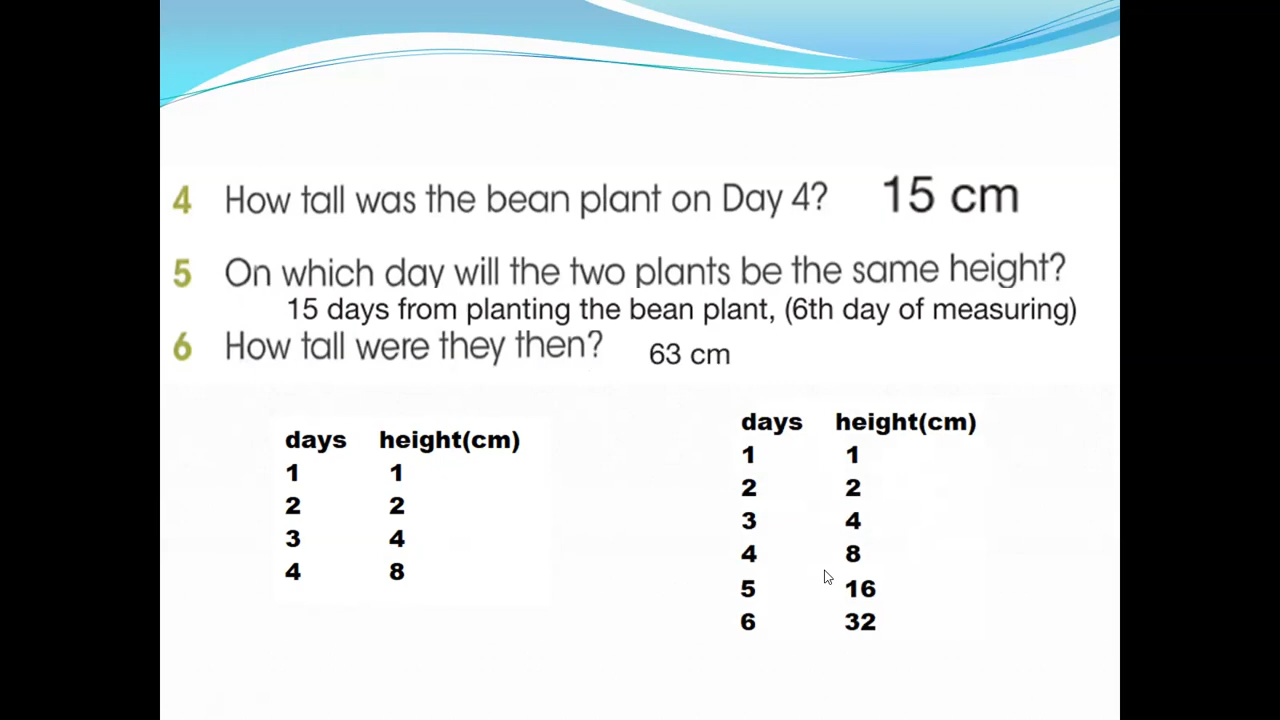 4 How tall was the bean plant on Day 4? 15 cm
5 On which day will the two plants be the same height?
15 days from planting the bean plant, (6th day of measuring)
6 How tall were they then? 63 cm
days height(cm)
1 1
2 2
3 4
4 8
days height(cm)
1 1
2 2
3 4
4 8
5 16
6 32